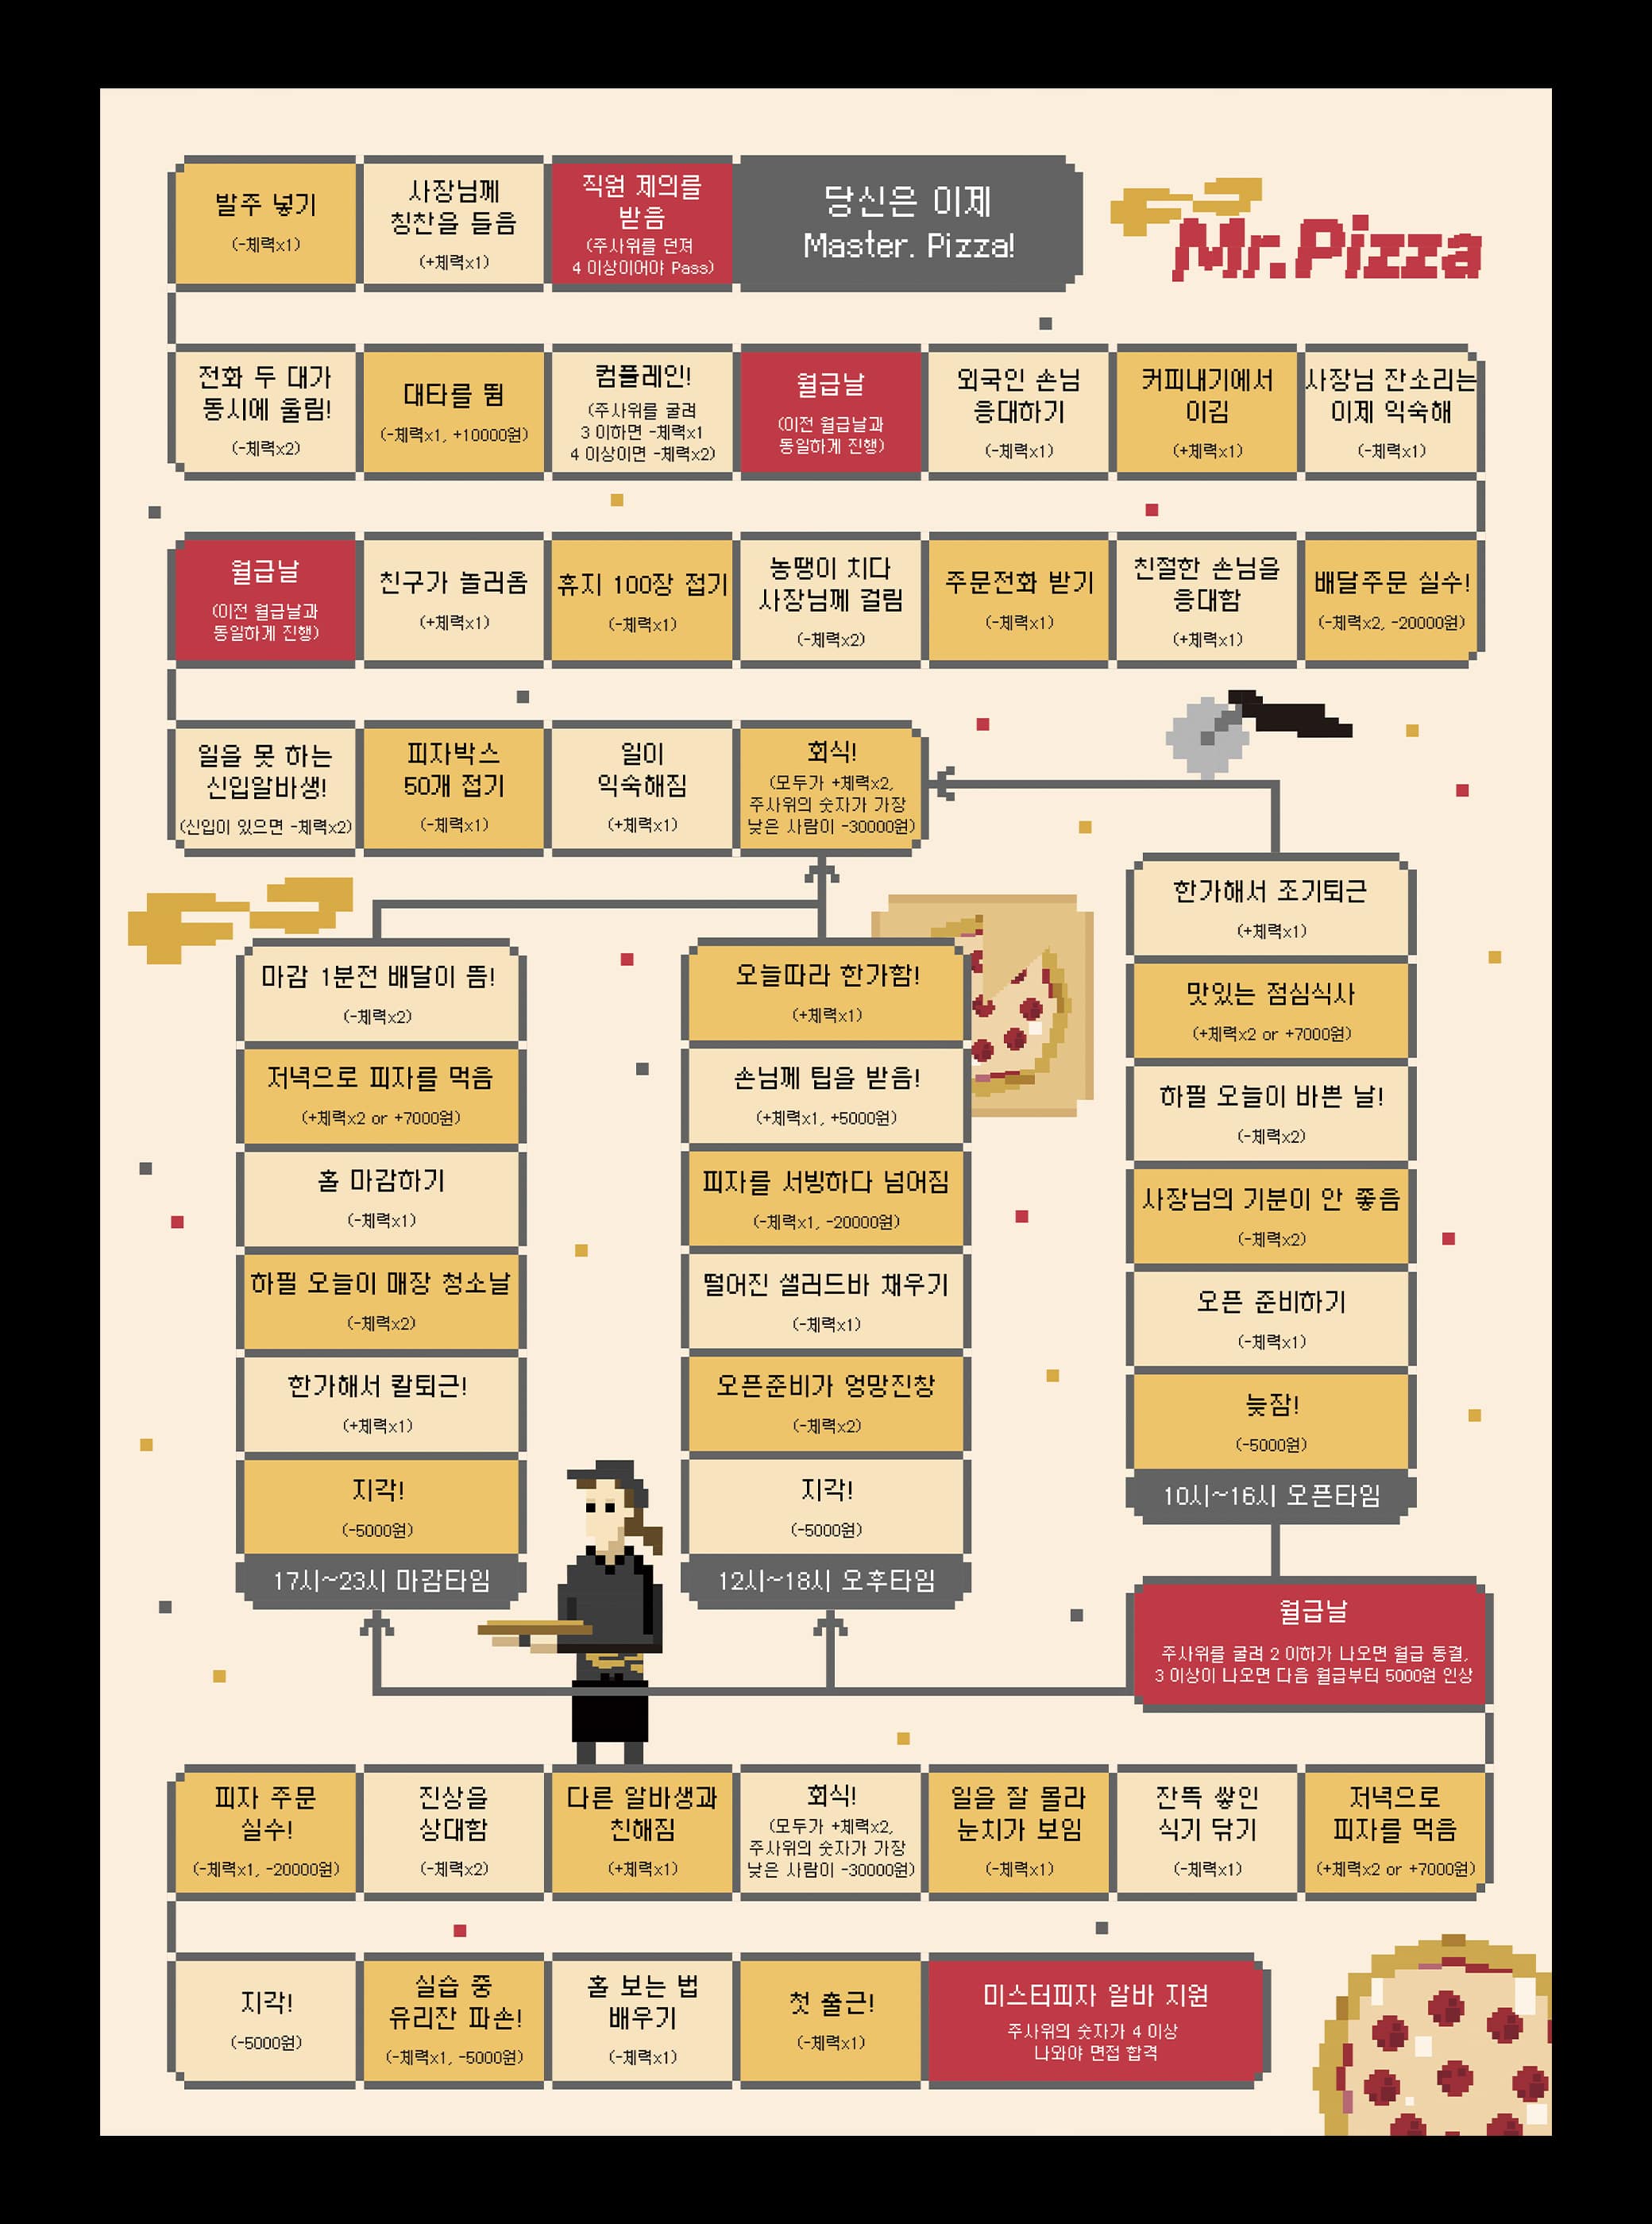 발주 넣기
(-체력x1)
사장님께
칭찬을 들음
(+체력x1)
직원 제의를
받음
(주사위를 던져
4 이상이어야 Pass)
당신은 이제
Master. Pizza!
Mr.Pizza
전화 두 대가
동시에 울림!
(-체력x2)
대타를 뜀
(-체력x1, +10000원)
컴플레인!
(주사위를 굴려
3 이하면 -체력x1
4 이상이면 -체력x2)
월급날
(이전 월급날과
동일하게 진행)
외국인 손님
응대하기
(-체력x1)
커피내기에서
이김
(+체력x1)
사장님 잔소리는
이제 익숙해
(-체력x1)
월급날
(이전 월급날과
동일하게 진행)
친구가 놀러옴
(+체력x1)
휴지 100장 접기
(-체력x1)
농땡이 치다
사장님께 걸림
(-체력x2)
주문전화 받기
(-체력x1)
친절한 손님을
응대함
(+체력x1)
배달주문 실수!
(-체력x2, -20000원)
일을 못 하는
신입알바생!
(신입이 있으면 -체력x2)
피자박스
50개 접기
(-체력x1)
일이
익숙해짐
(+체력x1)
회식!
(모두가 +체력x2,
주사위의 숫자가 가장
낮은 사람이 -30000원)
마감 1분전 배달이 뜸!
(-체력x2)
저녁으로 피자를 먹음
(+체력x2 or +7000원)
홀 마감하기
(-체력x1)
하필 오늘이 매장 청소날
(-체력x2)
한가해서 칼퇴근!
(+체력x1)
지각!
(-5000원)
17시~23시 마감타임
오늘따라 한가함!
(+체력x1)
손님께 팁을 받음!
(+체력x1, +5000원)
피자를 서빙하다 넘어짐
(-체력x1, -20000원)
떨어진 샐러드바 채우기
(-체력x1)
오픈준비가 엉망진창
(-체력x2)
지각!
(-5000원)
12시~18시 오후타임
한가해서 조기퇴근
(+체력x1)
맛있는 점심식사
(+체력x2 or +7000원)
하필 오늘이 바쁜 날!
(-체력x2)
사장님의 기분이 안 좋음
(-체력x2)
오픈 준비하기
(-체력x1)
늦잠!
(-5000원)
10시~16시 오픈타임
월급날
주사위를 굴려 2 이하가 나오면 월급 동결,
3 이상이 나오면 다음 월급부터 5000원 인상
피자 주문
실수!
(-체력x1, -20000원)
진상을
상대함
(-체력x2)
다른 알바생과
친해짐
(+체력x1)
회식!
(모두가 +체력x2,
주사위의 숫자가 가장
낮은 사람이 -30000원)
일을 잘 몰라
눈치가 보임
(-체력x1)
잔뜩 쌓인
식기 닦기
(-체력x1)
저녁으로
피자를 먹음
(+체력x2 or +7000원)
지각!
(-5000원)
실습 중
유리잔 파손!
(-체력x1, -5000원)
홀 보는 법
배우기
(-체력x1)
첫 출근!
(-체력x1)
미스터피자 알바 지원
주사위의 숫자가 4 이상
나와야 면접 합격